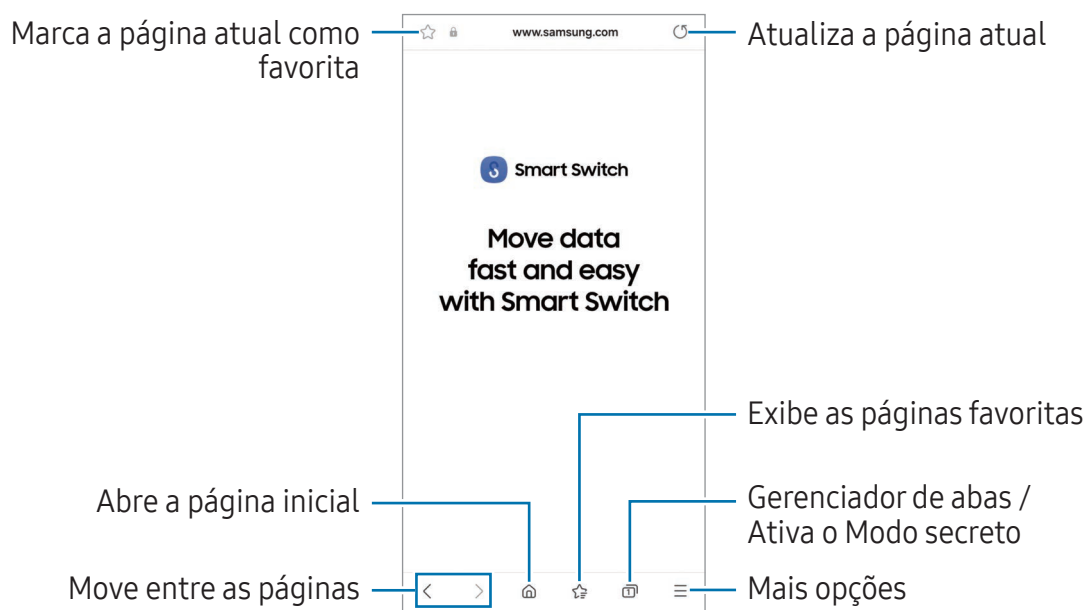 Marca a página atual como
favorita
www.samsung.com
Atualiza a página atual
Smart Switch
Move data
fast and easy
with Smart Switch
Exibe as páginas favoritas
Abre a página inicial
Gerenciador de abas /
Ativa o Modo secreto
Move entre as páginas
1
Mais opções